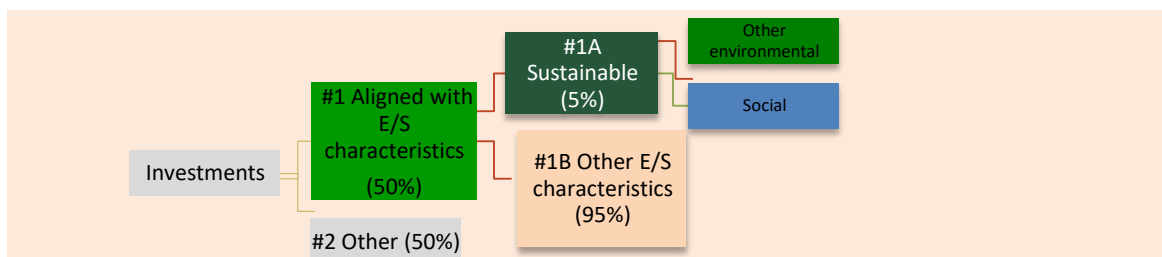 Investments
#1 Aligned with
E/S
characteristics
(50%)
#2 Other (50%)
#1A
Sustainable
(5%)
#1B Other E/S
characteristics
(95%)
Other
environmental
Social